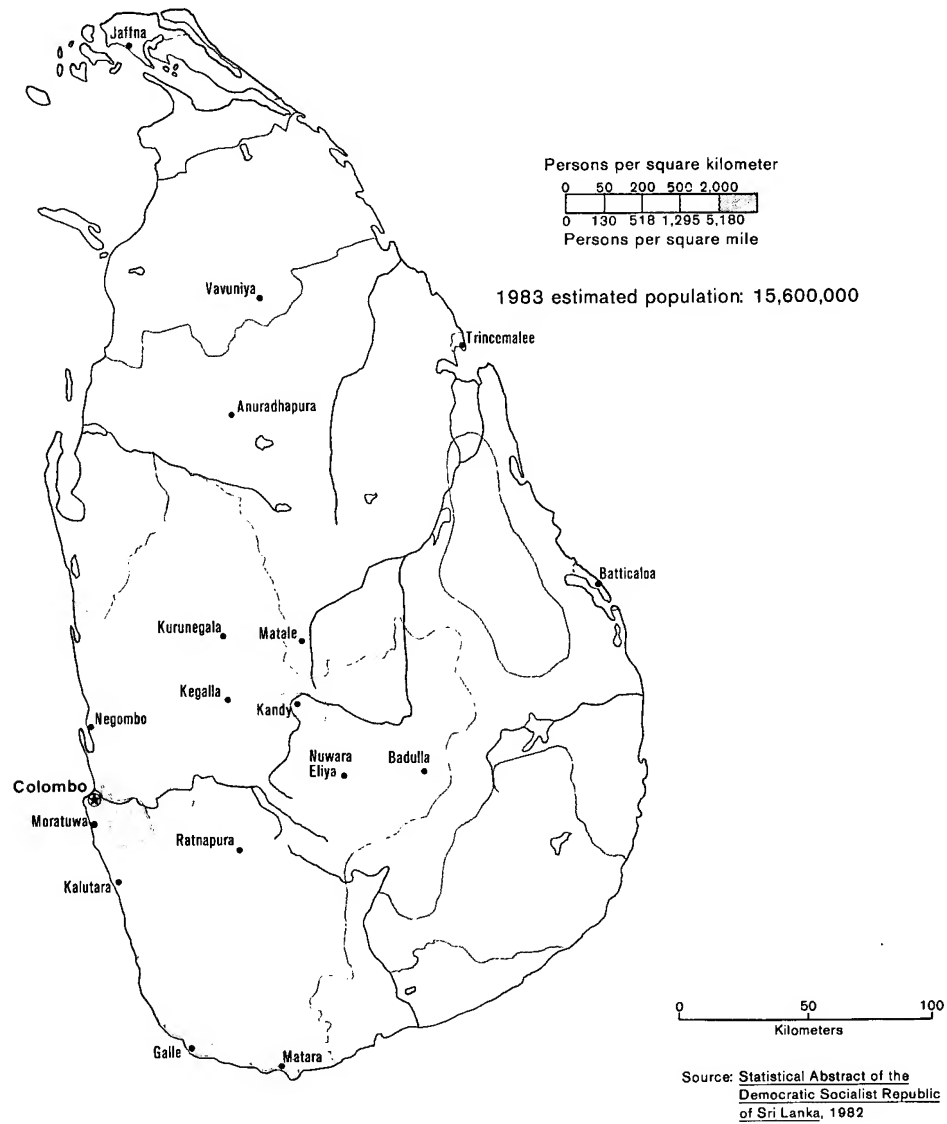 Jaffna
Persons per square kilometer
0 50 200 500 2,000
0 130 518 1,295 5,180
Persons per square mile
Vavuniya
1983 estimated population: 15,600,000
Trincomalee
Anuradhapura
Batticaloa
Kurunegala
Matale
Kegalla
Kandy
Negombo
Nuwara
Eliya
Badulla
Colombo
Moratuwa
Ratnapura
Kalutara
0 50 100
Kilometers
Galle
Matara
Source: Statistical Abstract of the
Democratic Socialist Republic
of Sri Lanka, 1982